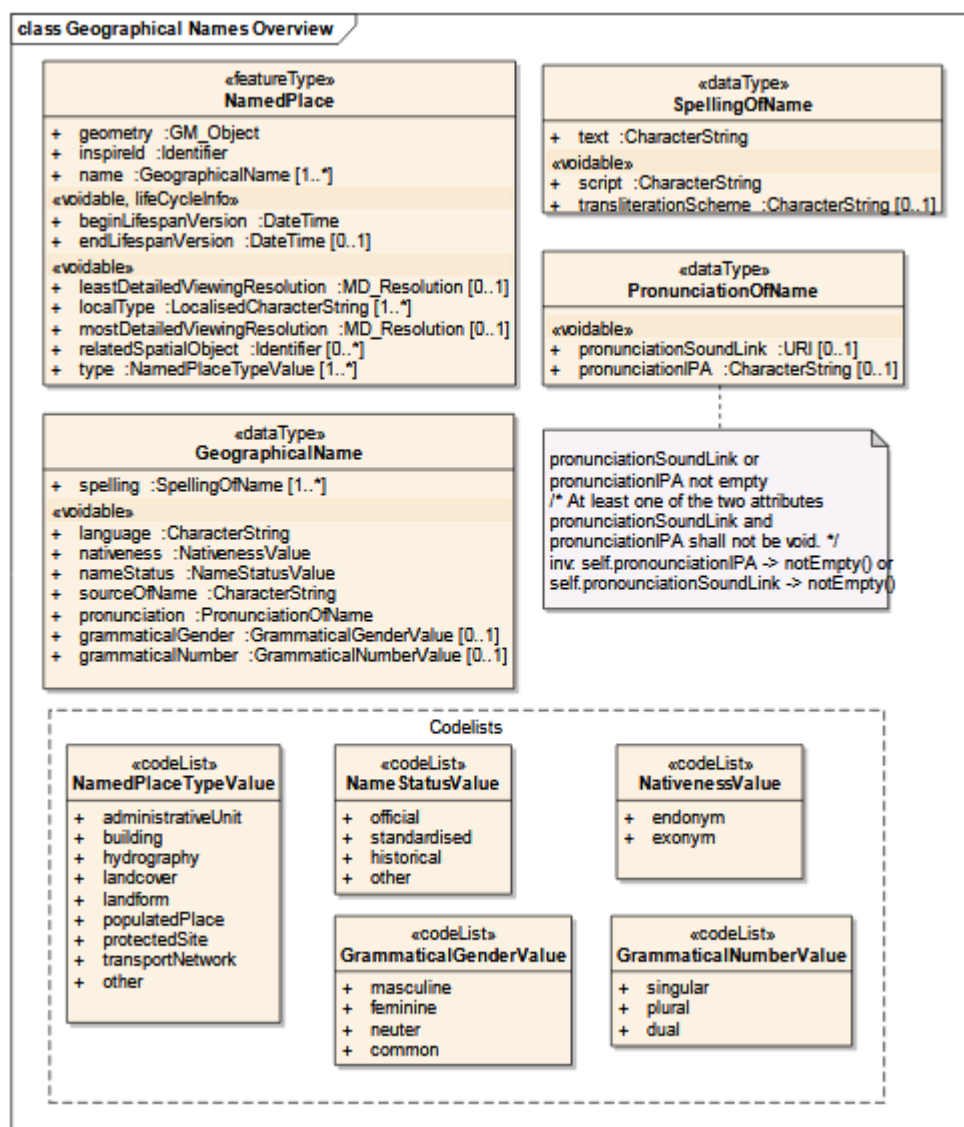 class Geographical Names Overview
«featureType»
NamedPlace
+ geometry :GM_Object
+ inspireId :Identifier
+ name :GeographicalName [1..*]
«voidable, lifeCycleInfo»
+ beginLifespanVersion :DateTime
+ endLifespanVersion :DateTime [0..1]
«voidable»
+ leastDetailedViewingResolution :MD_Resolution [0..1]
+ localType :LocalisedCharacterString [1..*]
+ mostDetailedViewingResolution :MD_Resolution [0..1]
+ relatedSpatialObject :Identifier [0..*]
+ type :NamedPlaceTypeValue [1..*]
«dataType»
SpellingOfName
+ text :CharacterString
«voidable»
+ script :CharacterString
+ transliterationScheme :CharacterString [0..1]
«dataType»
PronunciationOfName
«voidable»
+ pronunciationSoundLink :URI [0..1]
+ pronunciationIPA :CharacterString [0..1]
«dataType»
GeographicalName
+ spelling :SpellingOfName [1..*]
«voidable»
+ language :CharacterString
+ nativeness :NativenessValue
+ nameStatus :NameStatusValue
+ sourceOfName :CharacterString
+ pronunciation :PronunciationOfName
+ grammaticalGender :GrammaticalGenderValue [0..1]
+ grammaticalNumber :GrammaticalNumberValue [0..1]
pronunciationSoundLink or
pronunciationIPA not empty
/* At least one of the two attributes
pronunciationSoundLink and
pronunciationIPA shall not be void. */
inv: self.pronounciationIPA -> notEmpty() or
self.pronounciationSoundLink -> notEmpty()
Codelists
«codeList»
NamedPlaceTypeValue
+ administrativeUnit
+ building
+ hydrography
+ landcover
+ landform
+ populatedPlace
+ protectedSite
+ transportNetwork
+ other
«codeList»
NameStatusValue
+ official
+ standardised
+ historical
+ other
«codeList»
NativenessValue
+ endonym
+ exonym
«codeList»
GrammaticalGenderValue
+ masculine
+ feminine
+ neuter
+ common
«codeList»
GrammaticalNumberValue
+ singular
+ plural
+ dual